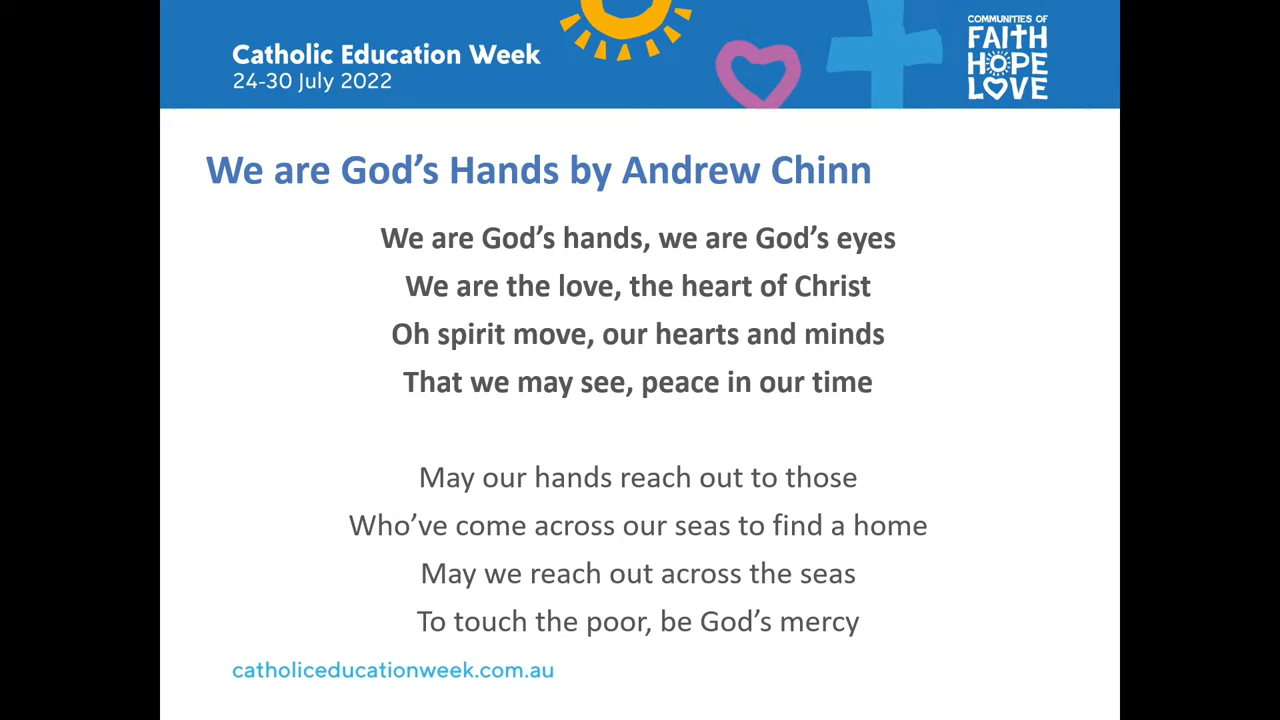 Catholic Education Week
24-30 July 2022
COMMUNITIES OF
FAITH
HOPE
LOVE
We are God's Hands by Andrew Chinn
We are God's hands, we are God's eyes
We are the love, the heart of Christ
Oh spirit move, our hearts and minds
That we may see, peace in our time
May our hands reach out to those
Who've come across our seas to find a home
May we reach out across the seas
To touch the poor, be God's mercy
catholiceducationweek.com.au